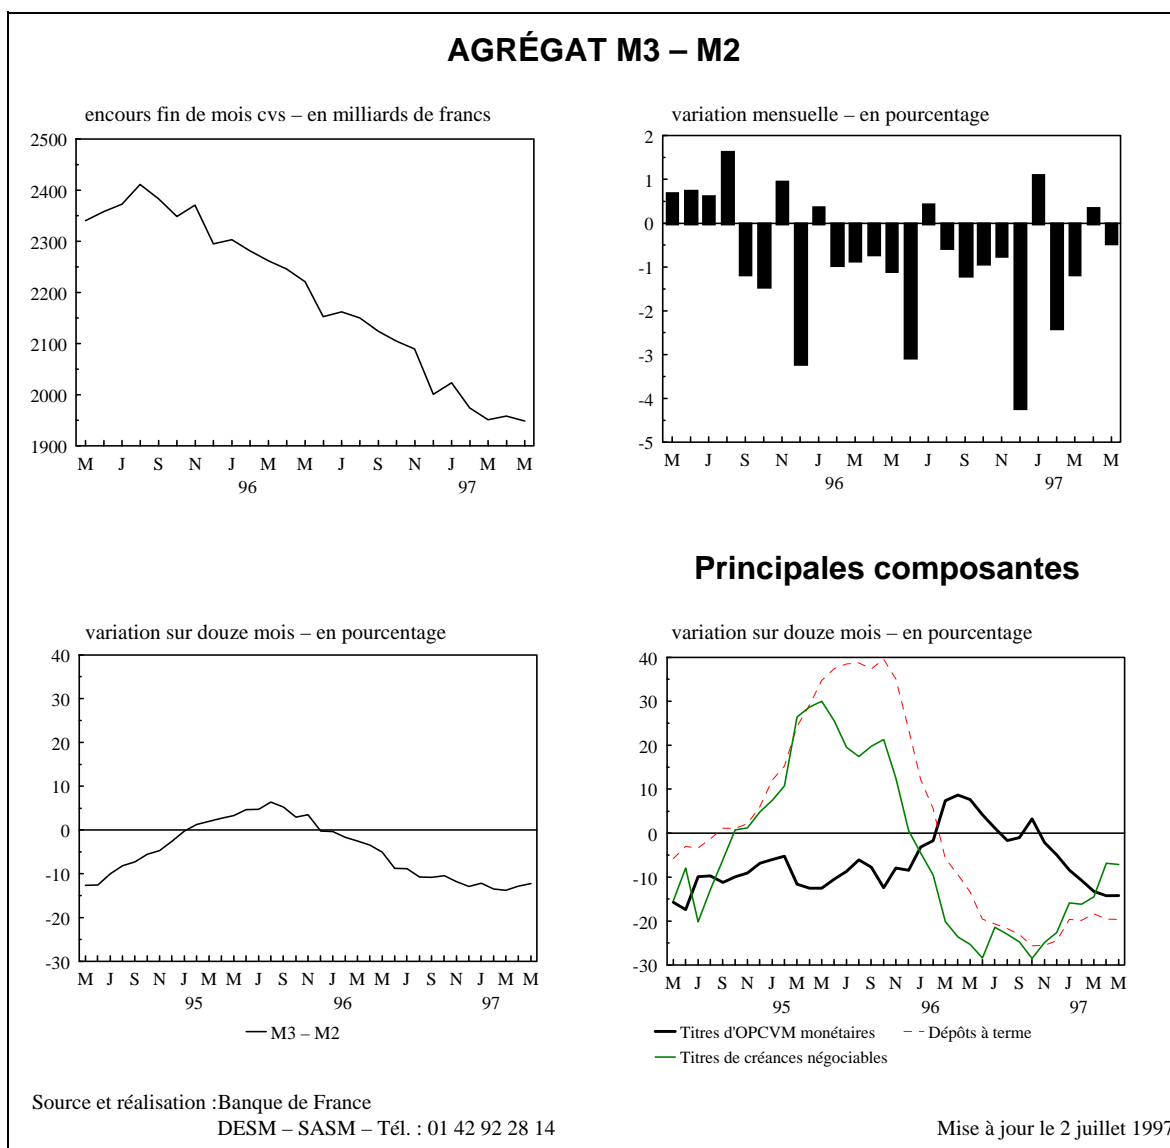 AGRÉGAT M3 – M2
encours fin de mois cvs – en milliards de francs
2500
2400
2300
2200
2100
2000
1900
M J S N J M M J S N J M M
96 97
variation mensuelle – en pourcentage
2
1
0
-1
-2
-3
-4
-5
M J S N J M M J S N J M M
96 97
variation sur douze mois – en pourcentage
40
30
20
10
0
-10
-20
-30
M J S N J M M J S N J M M J S N J M M
95 96 97
M3 – M2
Principales composantes
variation sur douze mois – en pourcentage
40
30
20
10
0
-10
-20
-30
M J S N J M M J S N J M M J S N J M M
95 96 97
Titres d'OPCVM monétaires Dépôts à terme
Titres de créances négociables
Source et réalisation :Banque de France
DESM – SASM – Tél. : 01 42 92 28 14
Mise à jour le 2 juillet 1997